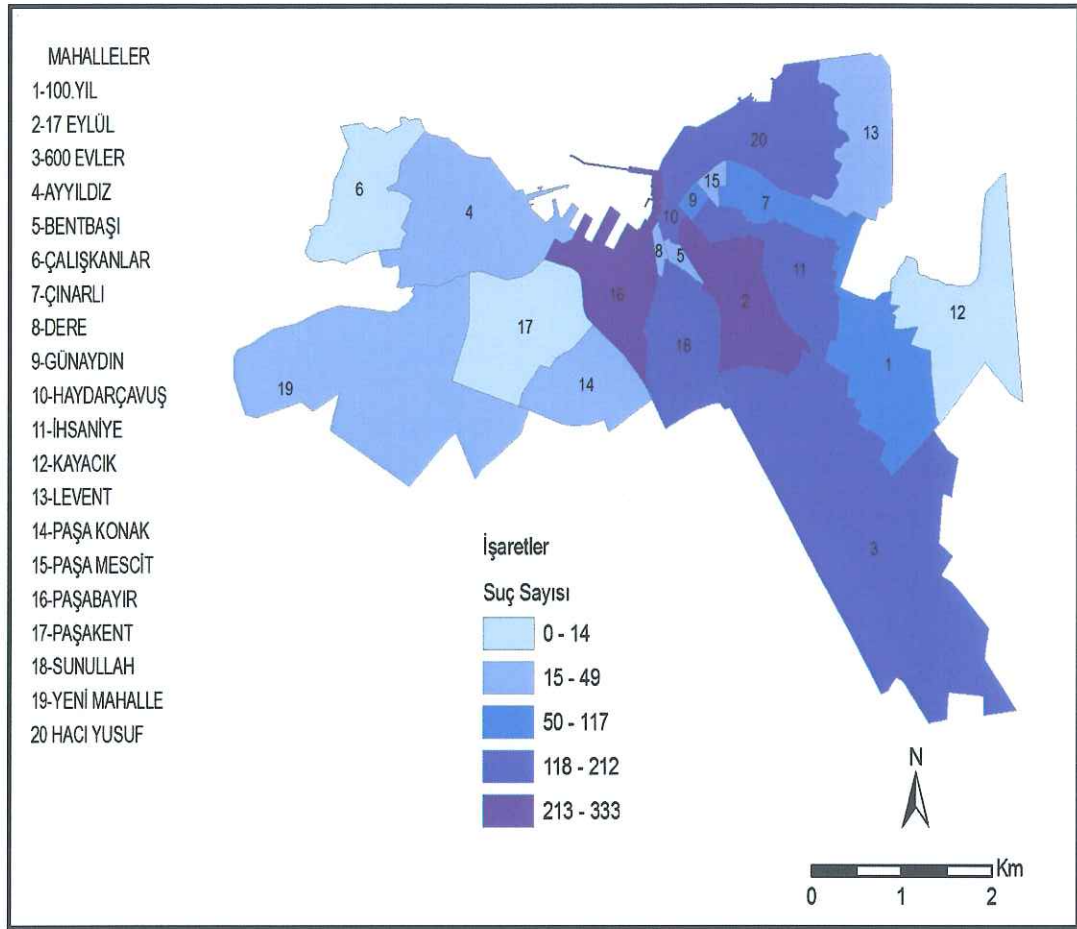 MAHALLELER
1-100.YIL
2-17 EYLÜL
3-600 EVLER
4-AYYILDIZ
5-BENTBAŞI
6-ÇALIŞKANLAR
7-ÇINARLI
8-DERE
9-GÜNAYDIN
10-HAYDARÇAVUŞ
11-İHSANİYE
12-KAYACIK
13-LEVENT
14-PAŞA KONAK
15-PAŞA MESCİT
16-PAŞABAYIR
17-PAŞAKENT
18-SUNULLAH
19-YENİ MAHALLE
20 HACI YUSUF
20
13
15
6
9
7
4
10
8
5
11
16
2
12
17
18
1
14
19
3
İşaretler
Suç Sayısı
0 - 14
15 - 49
50 - 117
118 - 212
213 - 333
N
Km
0 1 2